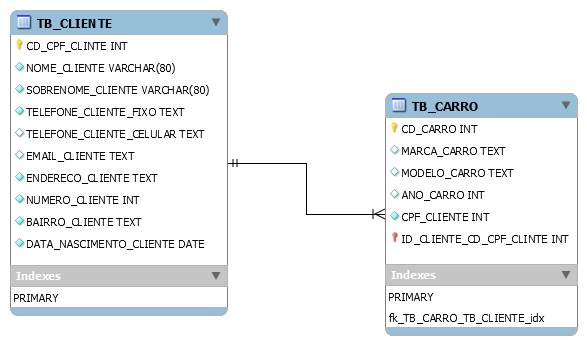 TB_CLIENTE
CD_CPF_CLINTE INT
NOME_CLIENTE VARCHAR(80)
SOBRENOME_CLIENTE VARCHAR(80)
TELEFONE_CLIENTE_FIXO TEXT
TELEFONE_CLIENTE_CELULAR TEXT
EMAIL_CLIENTE TEXT
ENDERECO_CLIENTE TEXT
NUMERO_CLIENTE INT
BAIRRO_CLIENTE TEXT
DATA_NASCIMENTO_CLIENTE DATE
Indexes
PRIMARY
TB_CARRO
CD_CARRO INT
MARCA_CARRO TEXT
MODELO_CARRO TEXT
ANO_CARRO INT
CPF_CLIENTE INT
ID_CLIENTE_CD_CPF_CLINTE INT
Indexes
PRIMARY
fk_TB_CARRO_TB_CLIENTE_idx